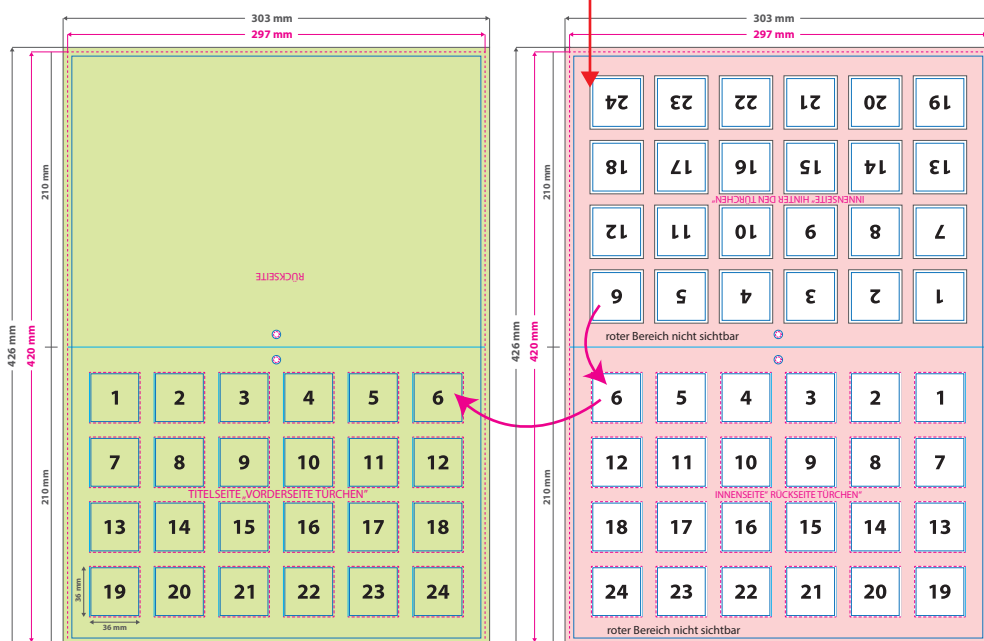 303 mm
297 mm
426 mm
420 mm
210 mm
210 mm
RÜCKSEITE
1 2 3 4 5 6
7 8 9 10 11 12
TITELSEITE „VORDERSEITE TÜRCHEN"
13 14 15 16 17 18
19 20 21 22 23 24
36 mm
36 mm
303 mm
297 mm
426 mm
420 mm
210 mm
210 mm
24 23 22 21 20 19
18 17 16 15 14 13
INNENSEITE" HINTER DEN TÜRCHEN"
12 11 10 9 8 7
6 5 4 3 2 1
roter Bereich nicht sichtbar
6 5 4 3 2 1
12 11 10 9 8 7
INNENSEITE" RÜCKSEITE TÜRCHEN"
18 17 16 15 14 13
24 23 22 21 20 19
roter Bereich nicht sichtbar